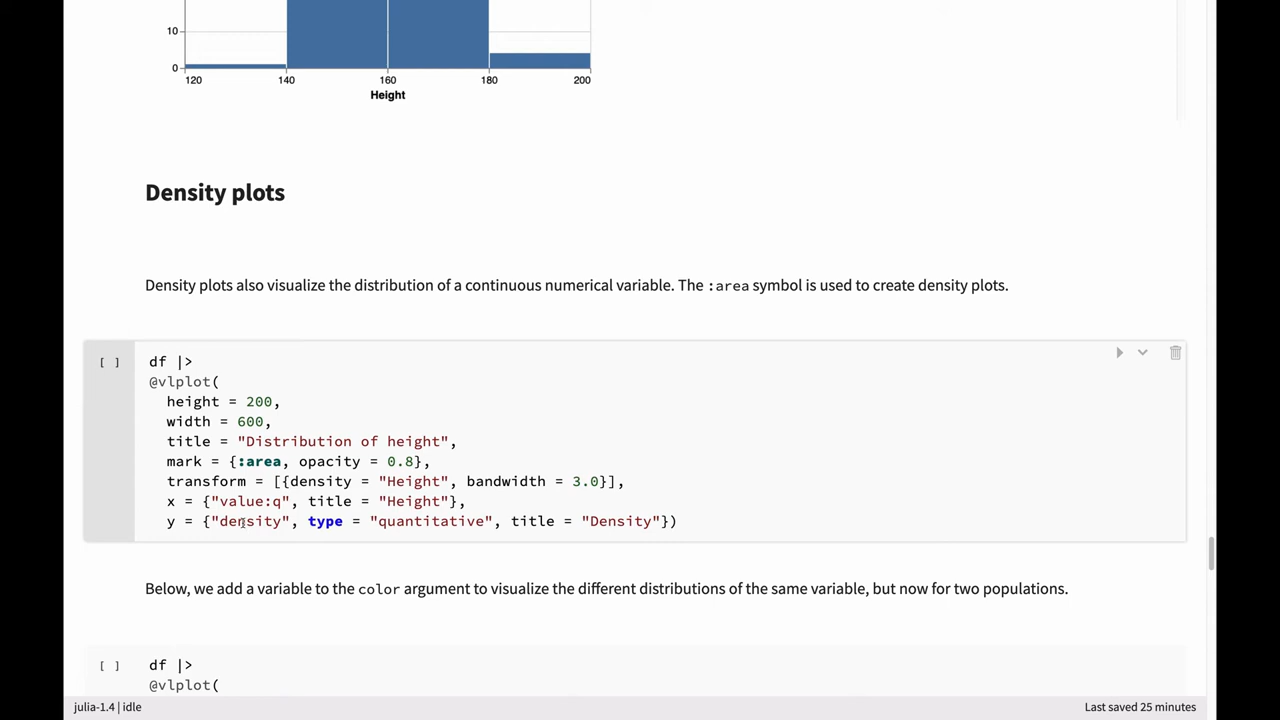 10
0
120 140 160 180 200
Height
Density plots
Density plots also visualize the distribution of a continuous numerical variable. The :area symbol is used to create density plots.
[ ] df |>
@vlplot(
height = 200,
width = 600,
title = "Distribution of height",
mark = {:area, opacity = 0.8},
transform = [{density = "Height", bandwidth = 3.0}],
x = {"value:q", title = "Height"},
y = {"density", type = "quantitative", title = "Density"})
Below, we add a variable to the color argument to visualize the different distributions of the same variable, but now for two populations.
[ ] df |>
@vlplot(
julia-1.4 | idle Last saved 25 minutes